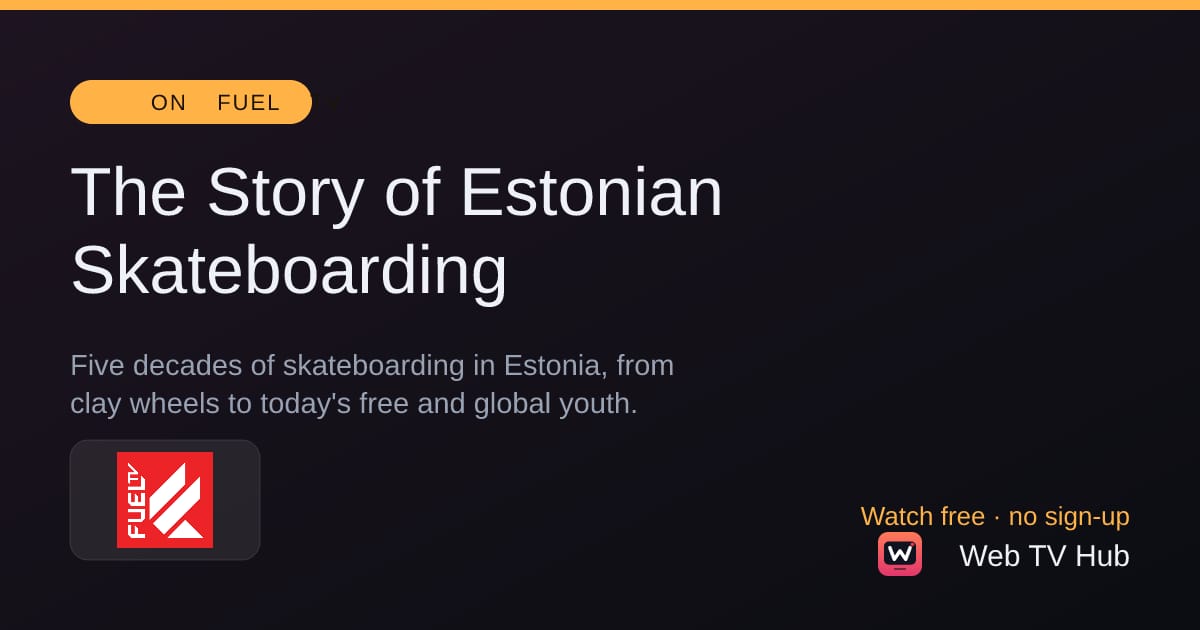 ON FUEL
The Story of Estonian
Skateboarding
Five decades of skateboarding in Estonia, from
clay wheels to today's free and global youth.
FUEL TV
Watch free · no sign-up
W
Web TV Hub